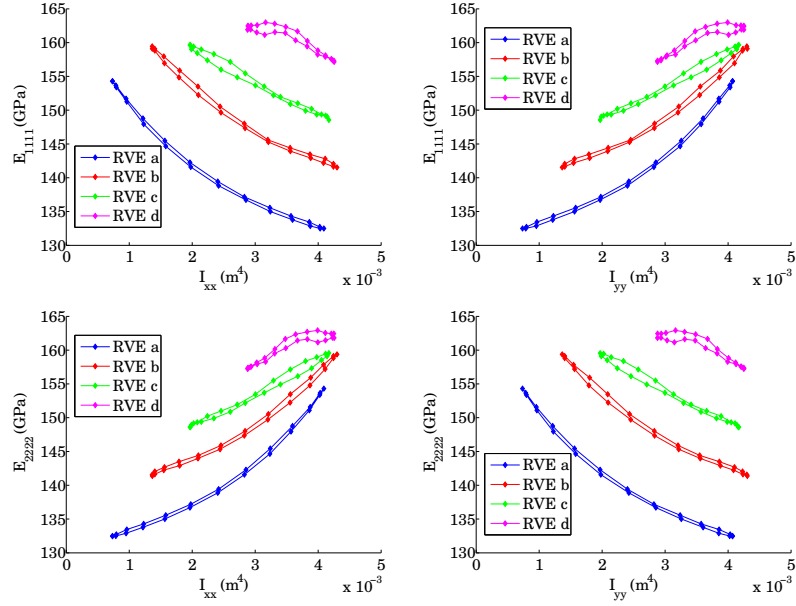 165
160
155
150
145
140
135
130
E1111(GPa)
RVE a
RVE b
RVE c
RVE d
0 1 2 3 4 5
Ixx (m4)
x 10−3
165
160
155
150
145
140
135
130
E1111(GPa)
RVE a
RVE b
RVE c
RVE d
0 1 2 3 4 5
Iyy (m4)
x 10−3
165
160
155
150
145
140
135
130
E2222(GPa)
RVE a
RVE b
RVE c
RVE d
0 1 2 3 4 5
Ixx (m4)
x 10−3
165
160
155
150
145
140
135
130
E2222(GPa)
RVE a
RVE b
RVE c
RVE d
0 1 2 3 4 5
Iyy (m4)
x 10−3